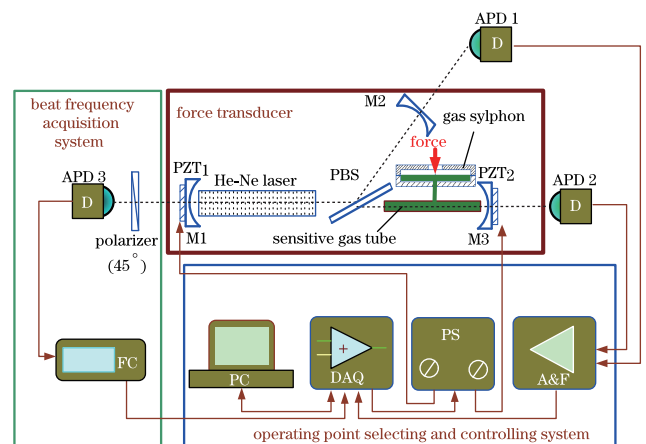 APD 1
D
beat frequency
acquisition
system
force transducer
M2
gas sylphon
force
PZT1
He-Ne laser
PBS
PZT2
APD 3
D
APD 2
D
polarizer
(45°)
M1
sensitive gas tube
M3
FC
PC
+
DAQ
PS
A&F
operating point selecting and controlling system